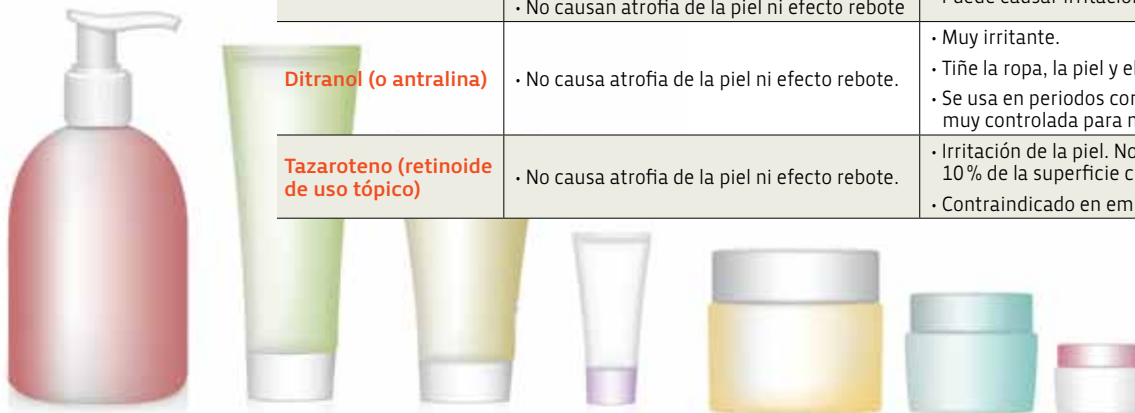 · No causan atrofia de la piel ni efecto rebote
Ditranol (o antralina)
· No causa atrofia de la piel ni efecto rebote.
· Muy irritante.
· Tiñe la ropa, la piel y
· Se usa en periodos
muy controlada para
Tazaroteno (retinoide
de uso tópico)
· No causa atrofia de la piel ni efecto rebote.
· Irritación de la piel. No
10 % de la superficie
· Contraindicado en